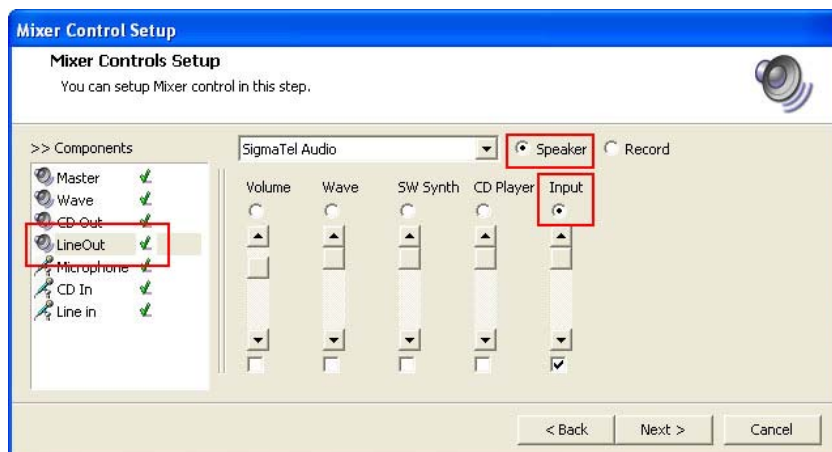 Mixer Control Setup
Mixer Controls Setup
You can setup Mixer control in this step.
>> Components
SigmaTel Audio
Speaker
Record
Master
Wave
CD Out
LineOut
Microphone
CD In
Line in
Volume
Wave
SW Synth
CD Player
Input
< Back
Next >
Cancel